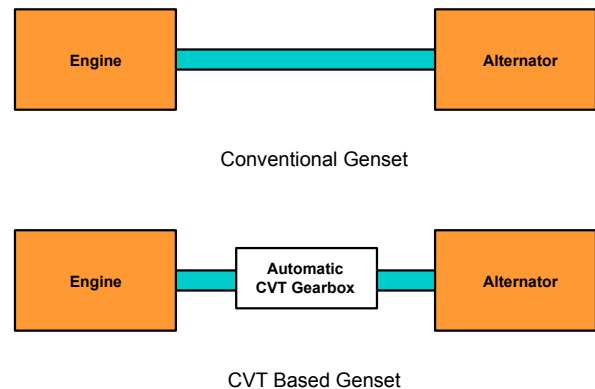 Engine
Alternator
Conventional Genset
Engine
Automatic
CVT Gearbox
Alternator
CVT Based Genset